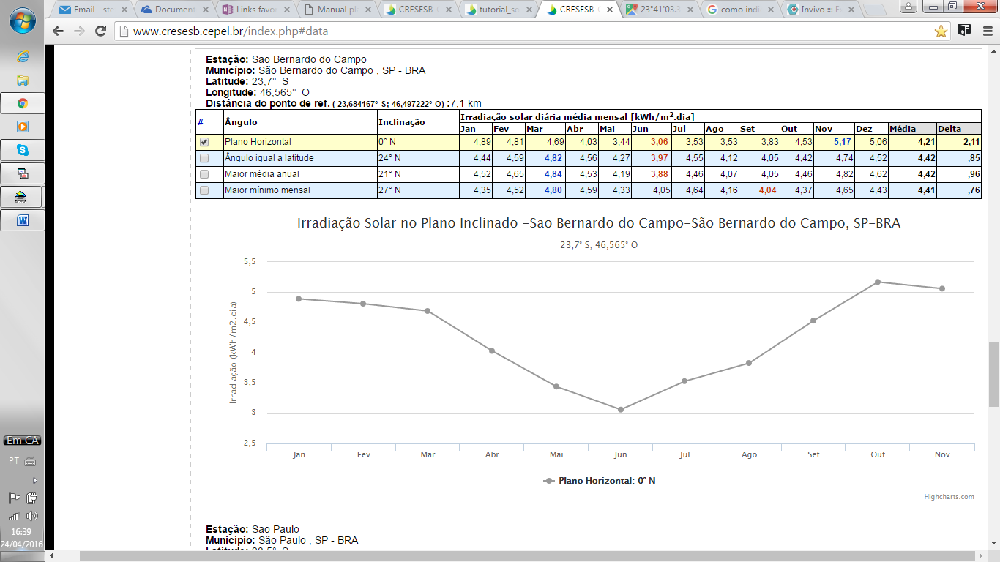 Email - ste
Document
Links favor
Manual pl
CRESESB-C
tutorial_so
CRESESB-C
23°41'03.3
como indi
Invivo ::: E
www.cresesb.cepel.br/index.php#data
Estação: Sao Bernardo do Campo
Município: São Bernardo do Campo , SP - BRA
Latitude: 23,7° S
Longitude: 46,565° O
Distância do ponto de ref. ( 23,684167° S; 46,497222° O) :7,1 km
# Ângulo Inclinação Irradiação solar diária média mensal [kWh/m2.dia]
Jan Fev Mar Abr Mai Jun Jul Ago Set Out Nov Dez Média Delta
Plano Horizontal 0° N 4,89 4,81 4,69 4,03 3,44 3,06 3,53 3,53 3,83 4,53 5,17 5,06 4,21 2,11
Ângulo igual a latitude 24° N 4,44 4,59 4,82 4,56 4,27 3,97 4,55 4,12 4,05 4,42 4,74 4,52 4,42 ,85
Maior média anual 21° N 4,52 4,65 4,84 4,53 4,19 3,88 4,46 4,07 4,05 4,46 4,82 4,62 4,42 ,96
Maior mínimo mensal 27° N 4,35 4,52 4,80 4,59 4,33 4,05 4,64 4,16 4,04 4,37 4,65 4,43 4,41 ,76
Irradiação Solar no Plano Inclinado -Sao Bernardo do Campo-São Bernardo do Campo, SP-BRA
23,7° S; 46,565° O
Irradiação (kWh/m2.dia)
5,5
5
4,5
4
3,5
3
2,5
Jan Fev Mar Abr Mai Jun Jul Ago Set Out Nov
Plano Horizontal: 0° N
Highcharts.com
Estação: Sao Paulo
Município: São Paulo , SP - BRA
Em CA
PT
16:39
24/04/2016